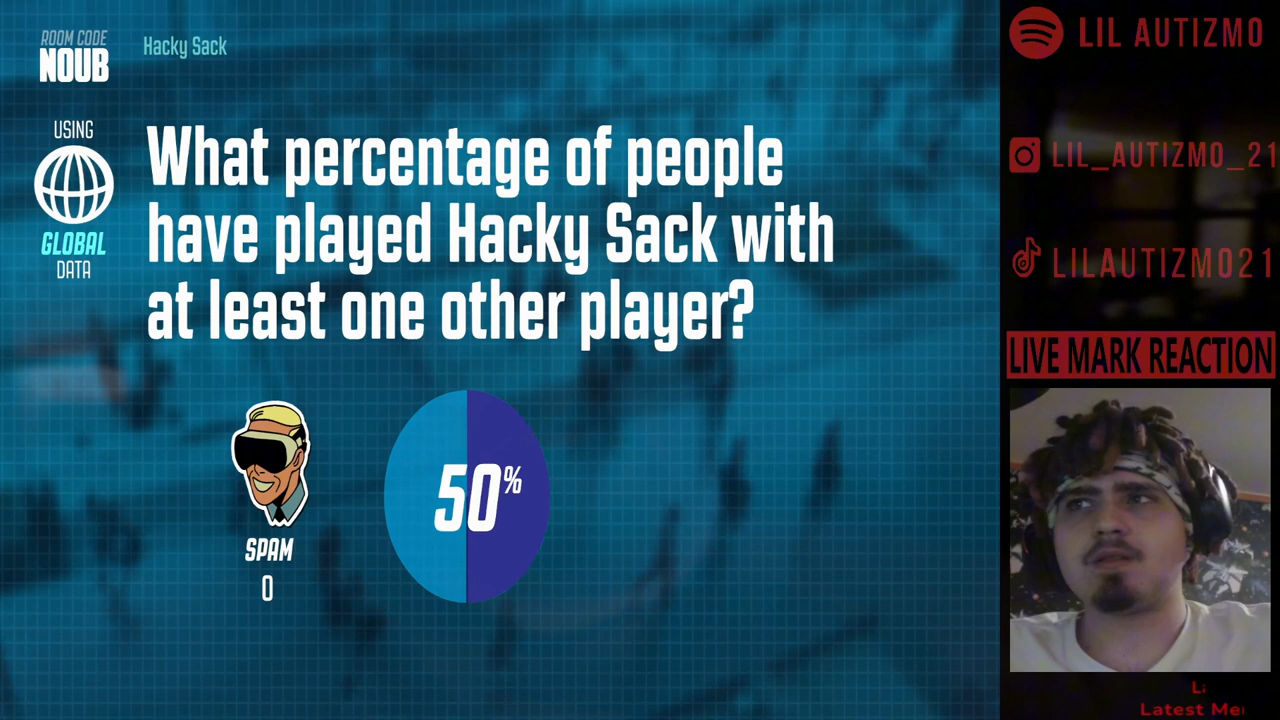 ROOM CODE
NOUB
Hacky Sack
USING
GLOBAL
DATA
What percentage of people
have played Hacky Sack with
at least one other player?
50%
SPAM
0
LIL AUTIZMO
LIL_AUTIZMO_21
LILAUTIZMO21
LIVE MARK REACTION
Latest